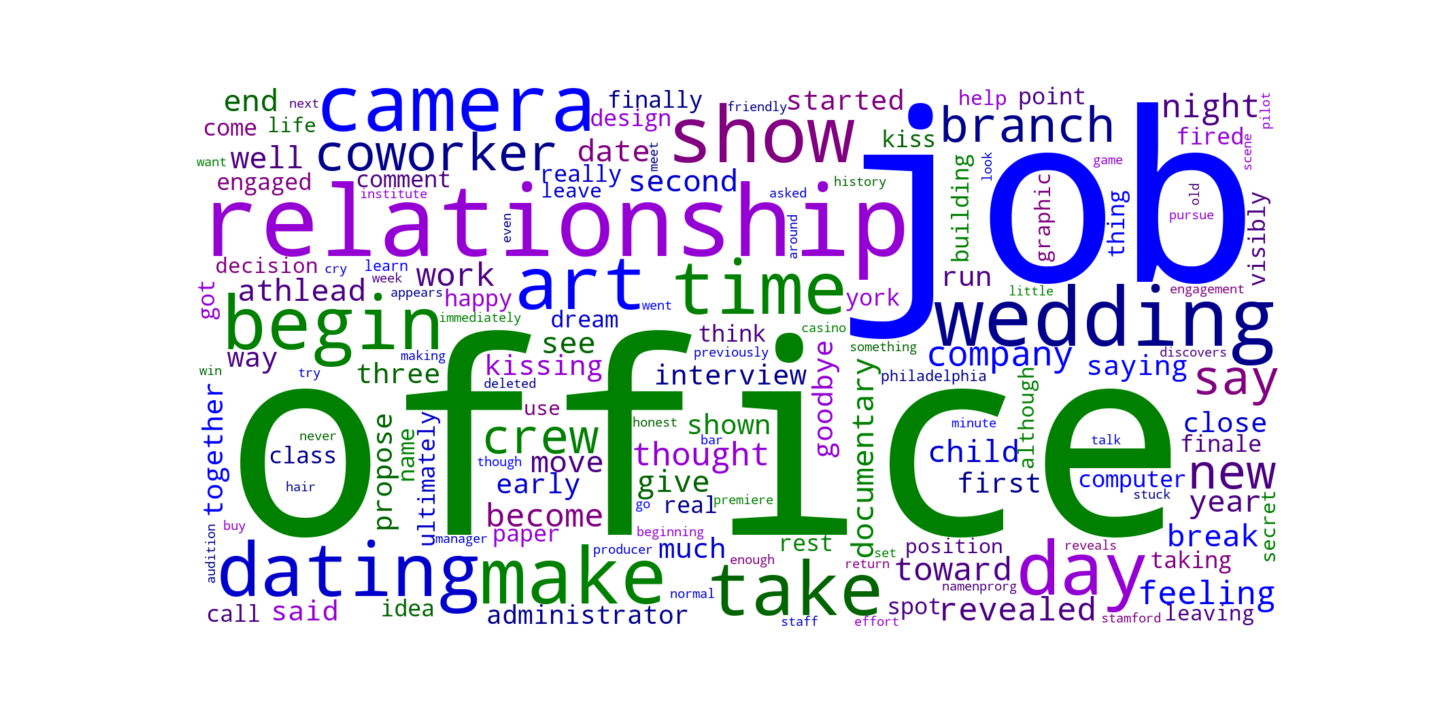 end
next
camera
finally
friendly
started
help
point
night
pilot
come
life
design
show
kiss
branch
fired
scene
want
well
coworker
date
meet
job
look
game
engaged
comment
really
second
history
building
graphic
old
institute
leave
asked
pursue
thing
visibly
relationship
even
around
decision
cry
learn
week
work
art
time
york
run
little
engagement
got
athlead
appears
happy
went
wedding
begin
immediately
dream
think
casino
something
way
making
see
previously
company
saying
discovers
win
try
three
kissing
deleted
interview
goodbye
documentary
philadelphia
although
say
office
together
never
class
hair
propose
name
ultimately
use
crew
though
move
early
honest
shown
bar
thought
give
go
real
premiere
minute
child
first
talk
computer
stuck
close
finale
new
year
secret
audition
buy
manager
become
paper
beginning
producer
much
enough
rest
set
return
position
toward
namenprorg
reveals
break
taking
dating
make
normal
take
day
feeling
call
said
idea
administrator
staff
effort
spot
revealed
stamford
leaving